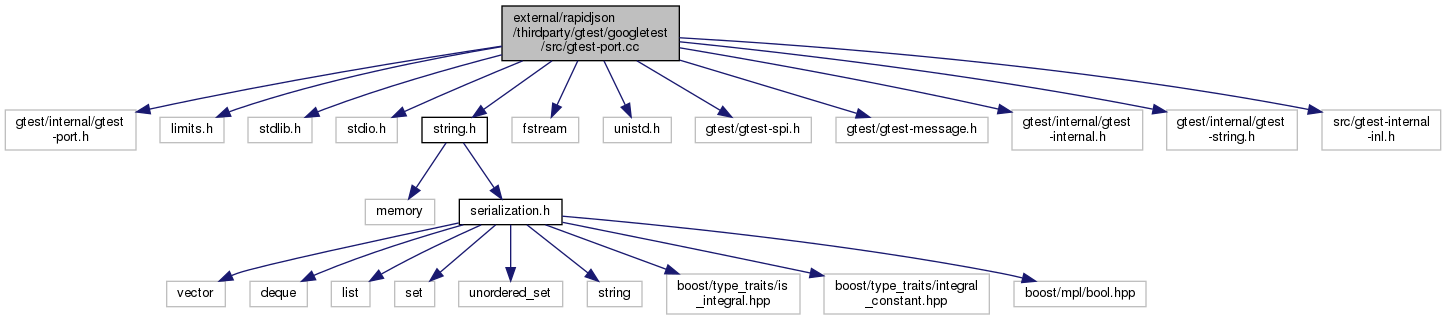 external/rapidjson
/thirdparty/gtest/googletest
/src/gtest-port.cc
gtest/internal/gtest
-port.h
limits.h
stdlib.h
stdio.h
string.h
fstream
unistd.h
gtest/gtest-spi.h
gtest/gtest-message.h
gtest/internal/gtest
-internal.h
gtest/internal/gtest
-string.h
src/gtest-internal
-inl.h
memory
serialization.h
vector
deque
list
set
unordered_set
string
boost/type_traits/is
_integral.hpp
boost/type_traits/integral
_constant.hpp
boost/mpl/bool.hpp